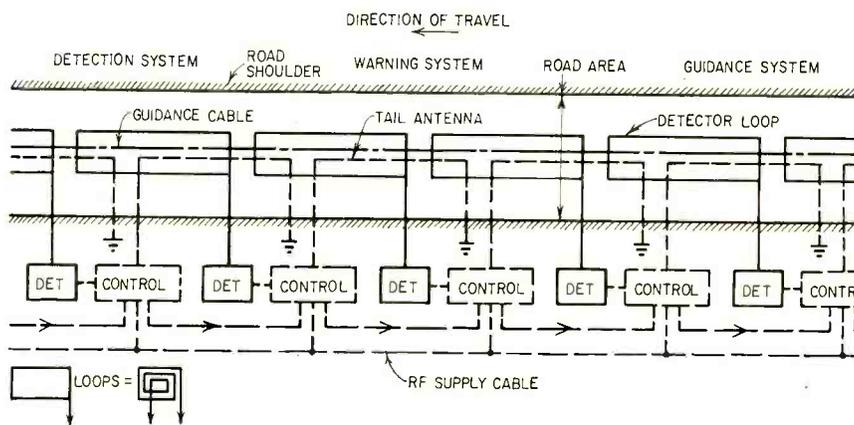 DIRECTION OF TRAVEL
DETECTION SYSTEM
ROAD
SHOULDER
WARNING SYSTEM
ROAD AREA
GUIDANCE SYSTEM
GUIDANCE CABLE
TAIL ANTENNA
DETECTOR LOOP
DET
CONTROL
DET
CONTROL
DET
CONTROL
DET
CONTROL
DET
CONTR
LOOPS =
RF SUPPLY CABLE